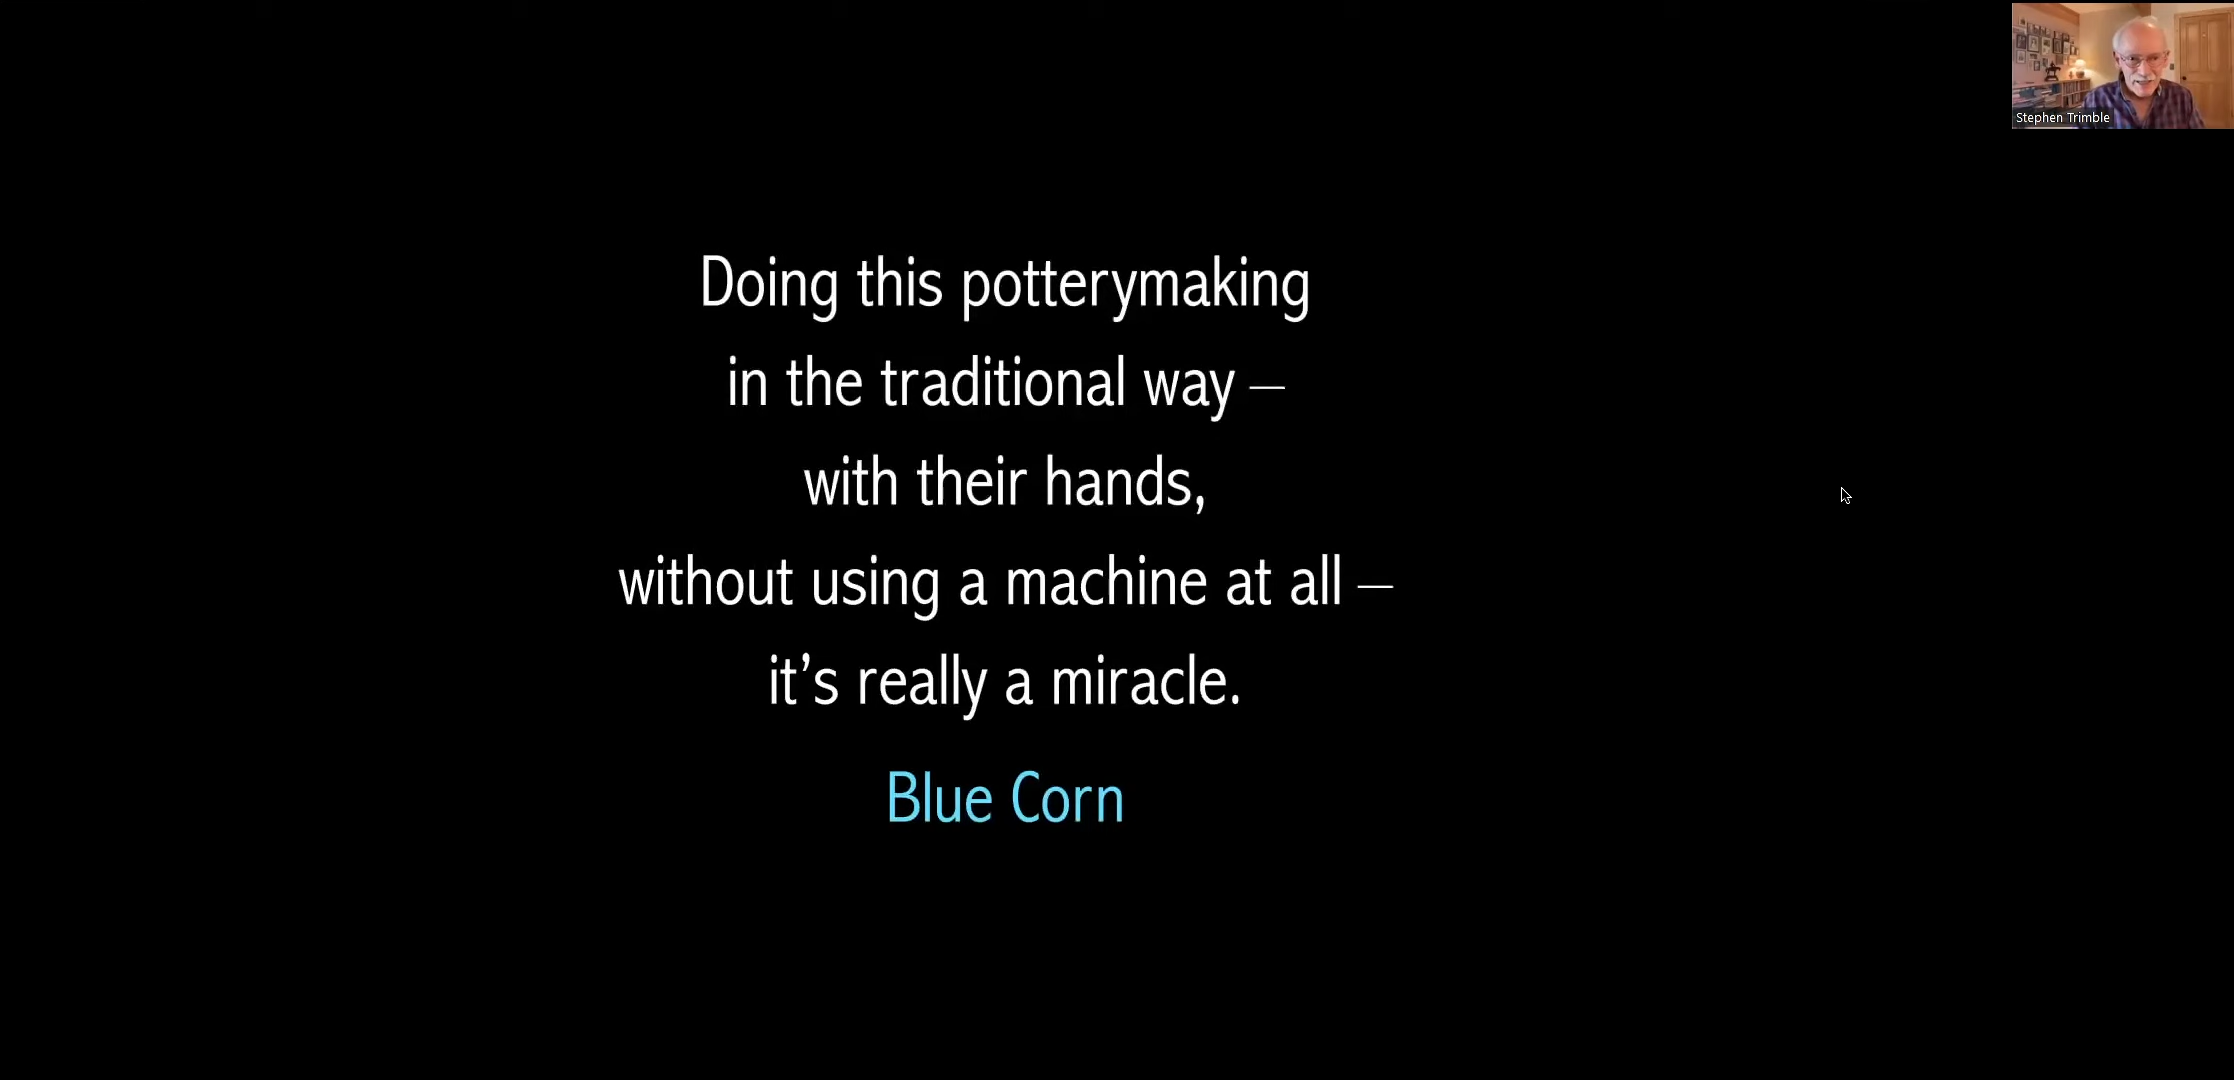 Stephen Trimble
Doing this potterymaking
in the traditional way –
with their hands,
without using a machine at all –
it’s really a miracle.
Blue Corn